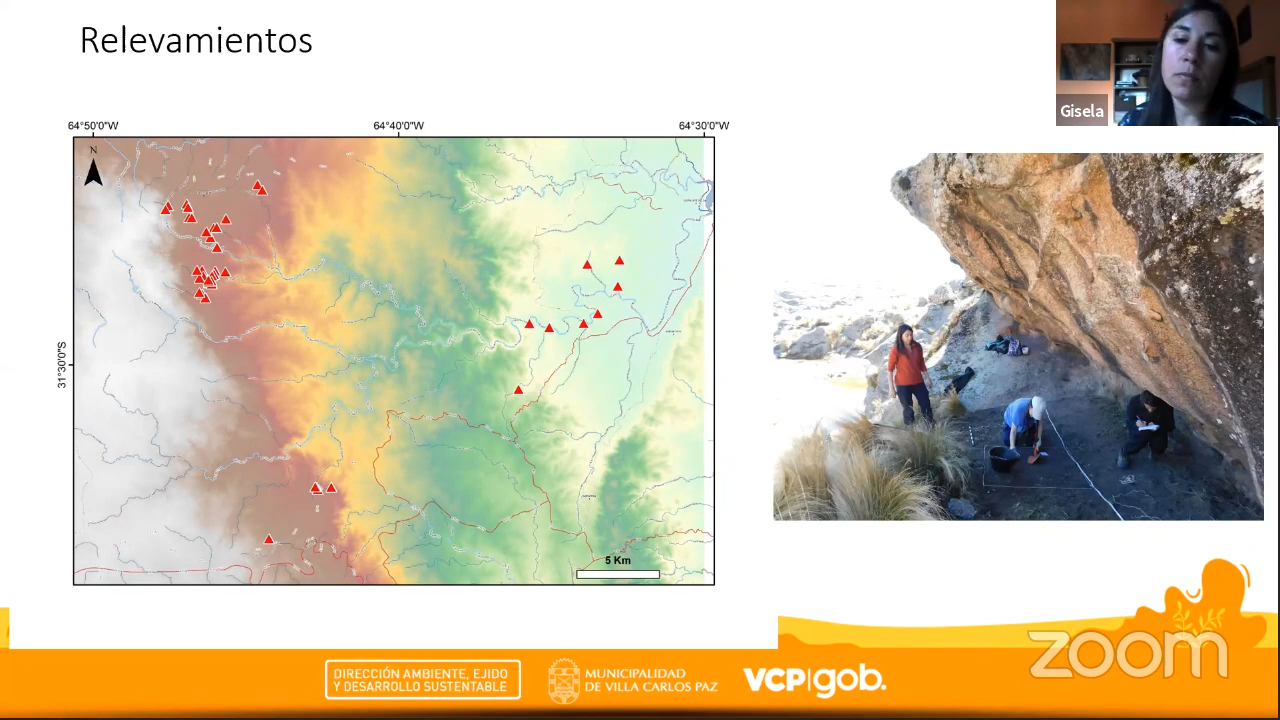 Relevamientos
Gisela
64°50'0"W
64°40'0"W
64°30'0"W
N
31°30'0"S
5 Km
DIRECCIÓN AMBIENTE, EJIDO
Y DESARROLLO SUSTENTABLE
MUNICIPALIDAD
DE VILLA CARLOS PAZ
VCP|gob.
zoom